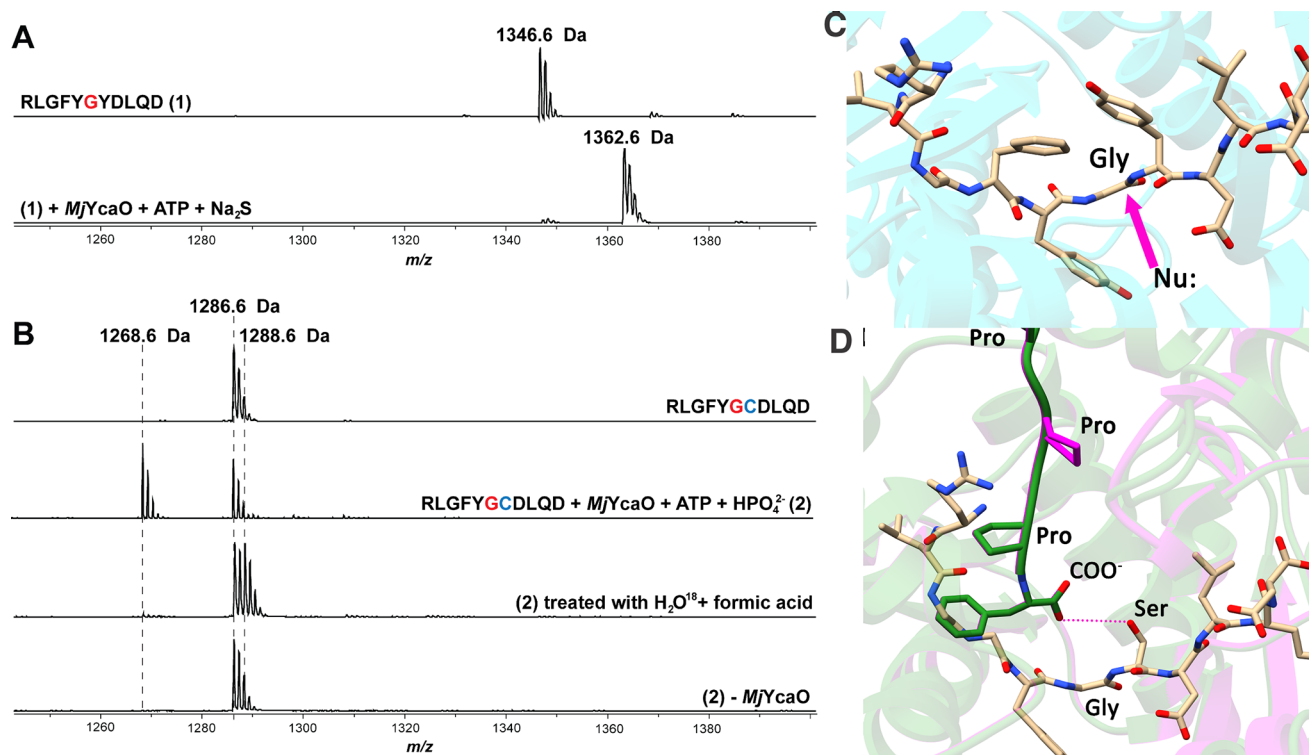 A
1346.6 Da
RLGFYGYDLQD (1)
1362.6 Da
(1) + MjYcaO + ATP + Na₂S
1260 1280 1300 1320 1340 1360 1380
m/z
B
1286.6 Da
1268.6 Da 1288.6 Da
RLGFYGCDLQD
RLGFYGCDLQD + MjYcaO + ATP + HPO₄²⁻ (2)
(2) treated with H₂O¹⁸+ formic acid
(2) - MjYcaO
1260 1280 1300 1320 1340 1360 1380
m/z
C
Gly
Nu:
D
Pro
Pro
Pro
COO⁻
Ser
Gly